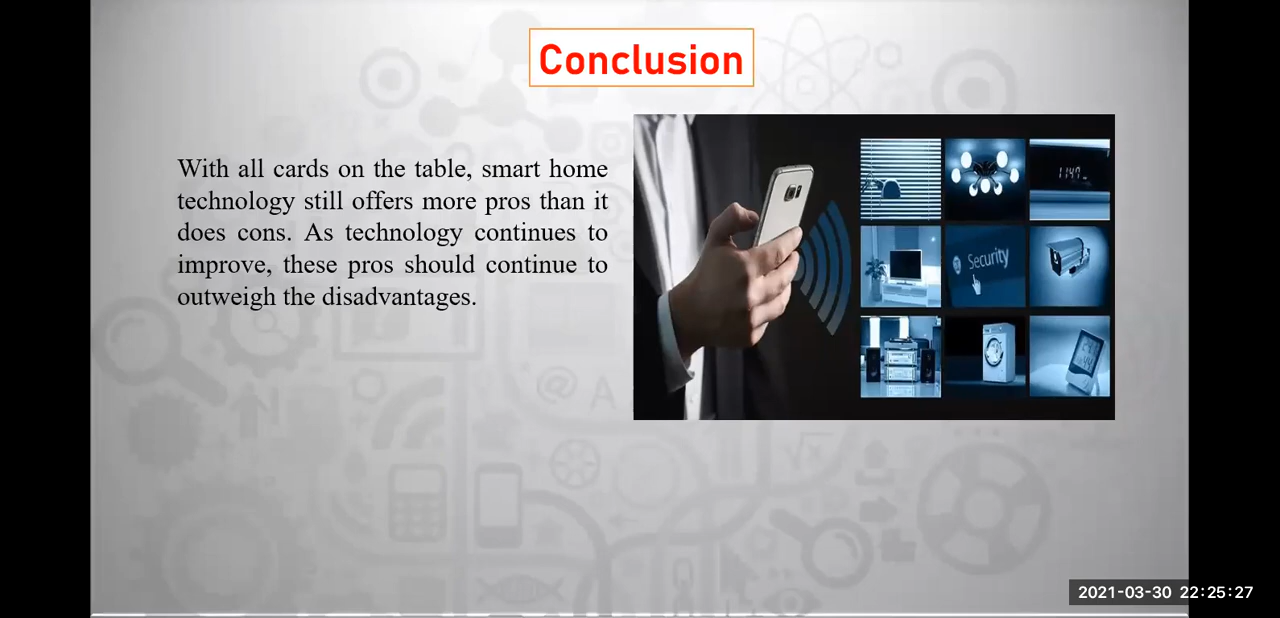 Conclusion
With all cards on the table, smart home
technology still offers more pros than it
does cons. As technology continues to
improve, these pros should continue to
outweigh the disadvantages.
Security
2021-03-30 22:25:27